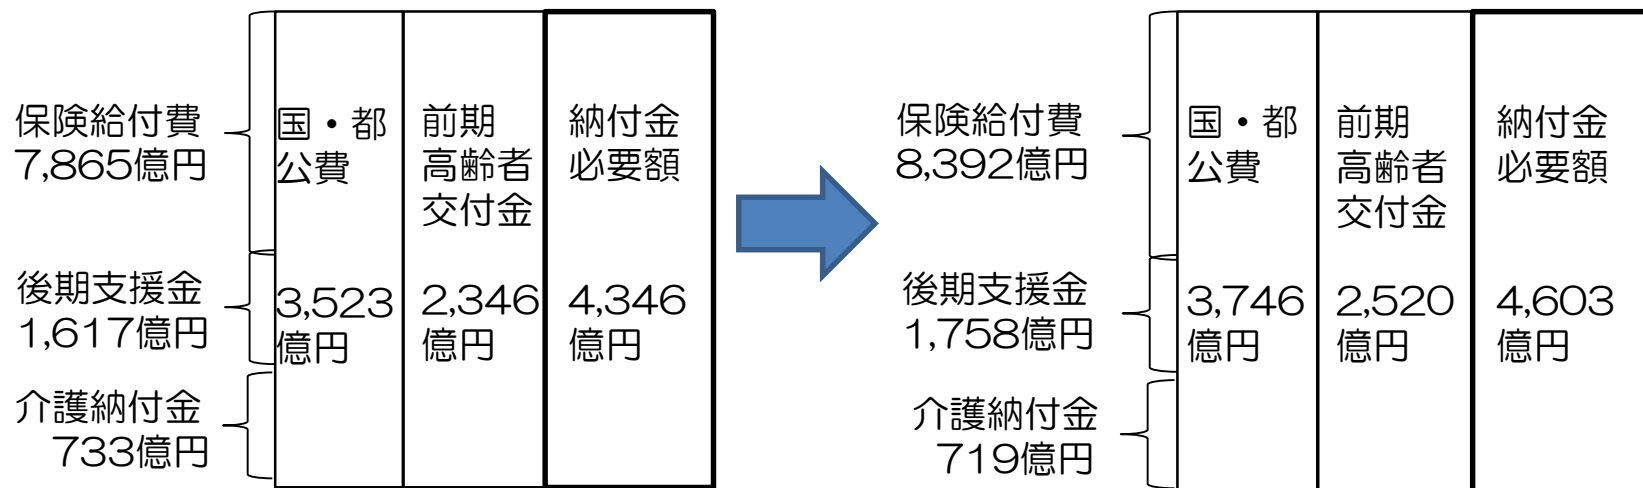 保険給付費
7,865億円
後期支援金
1,617億円
介護納付金
733億円
国・都
公費
3,523
億円
前期
高齢者
交付金
2,346
億円
納付金
必要額
4,346
億円
保険給付費
8,392億円
後期支援金
1,758億円
介護納付金
719億円
国・都
公費
3,746
億円
前期
高齢者
交付金
2,520
億円
納付金
必要額
4,603
億円